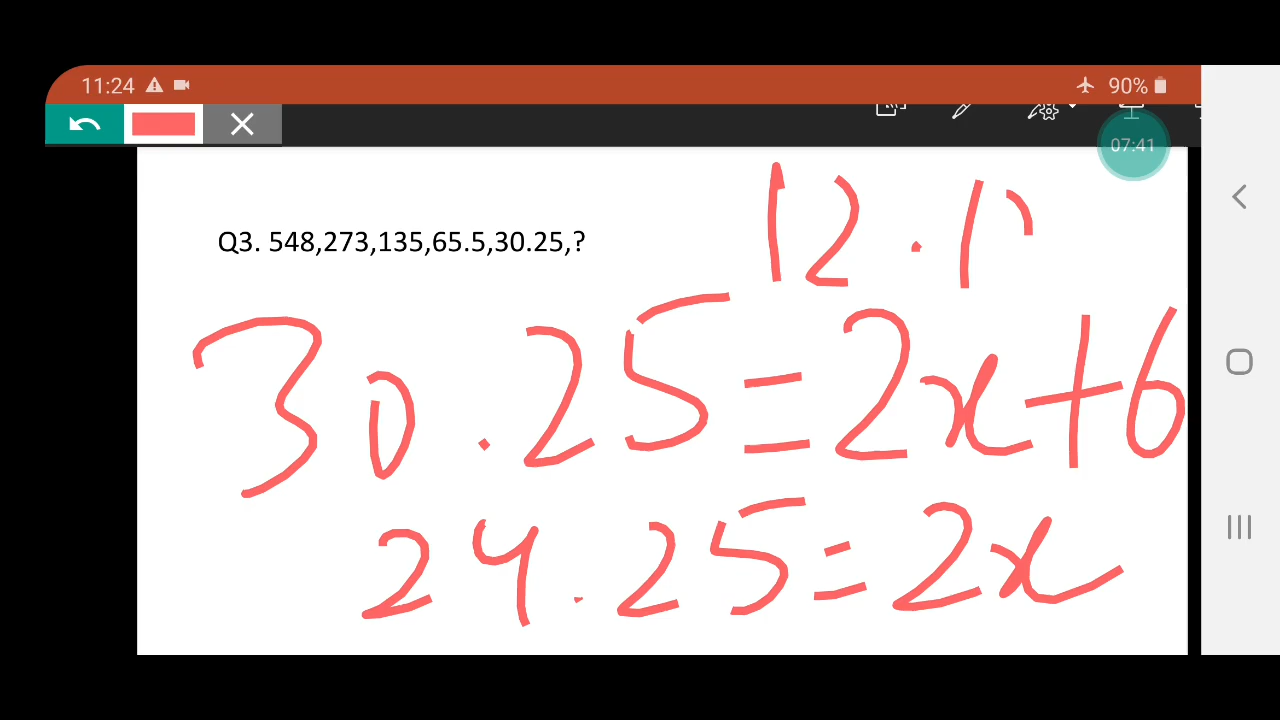 11:24
90%
07:41
12.1
Q3. 548,273,135,65.5,30.25,?
30.25=2x+6
24.25=2x